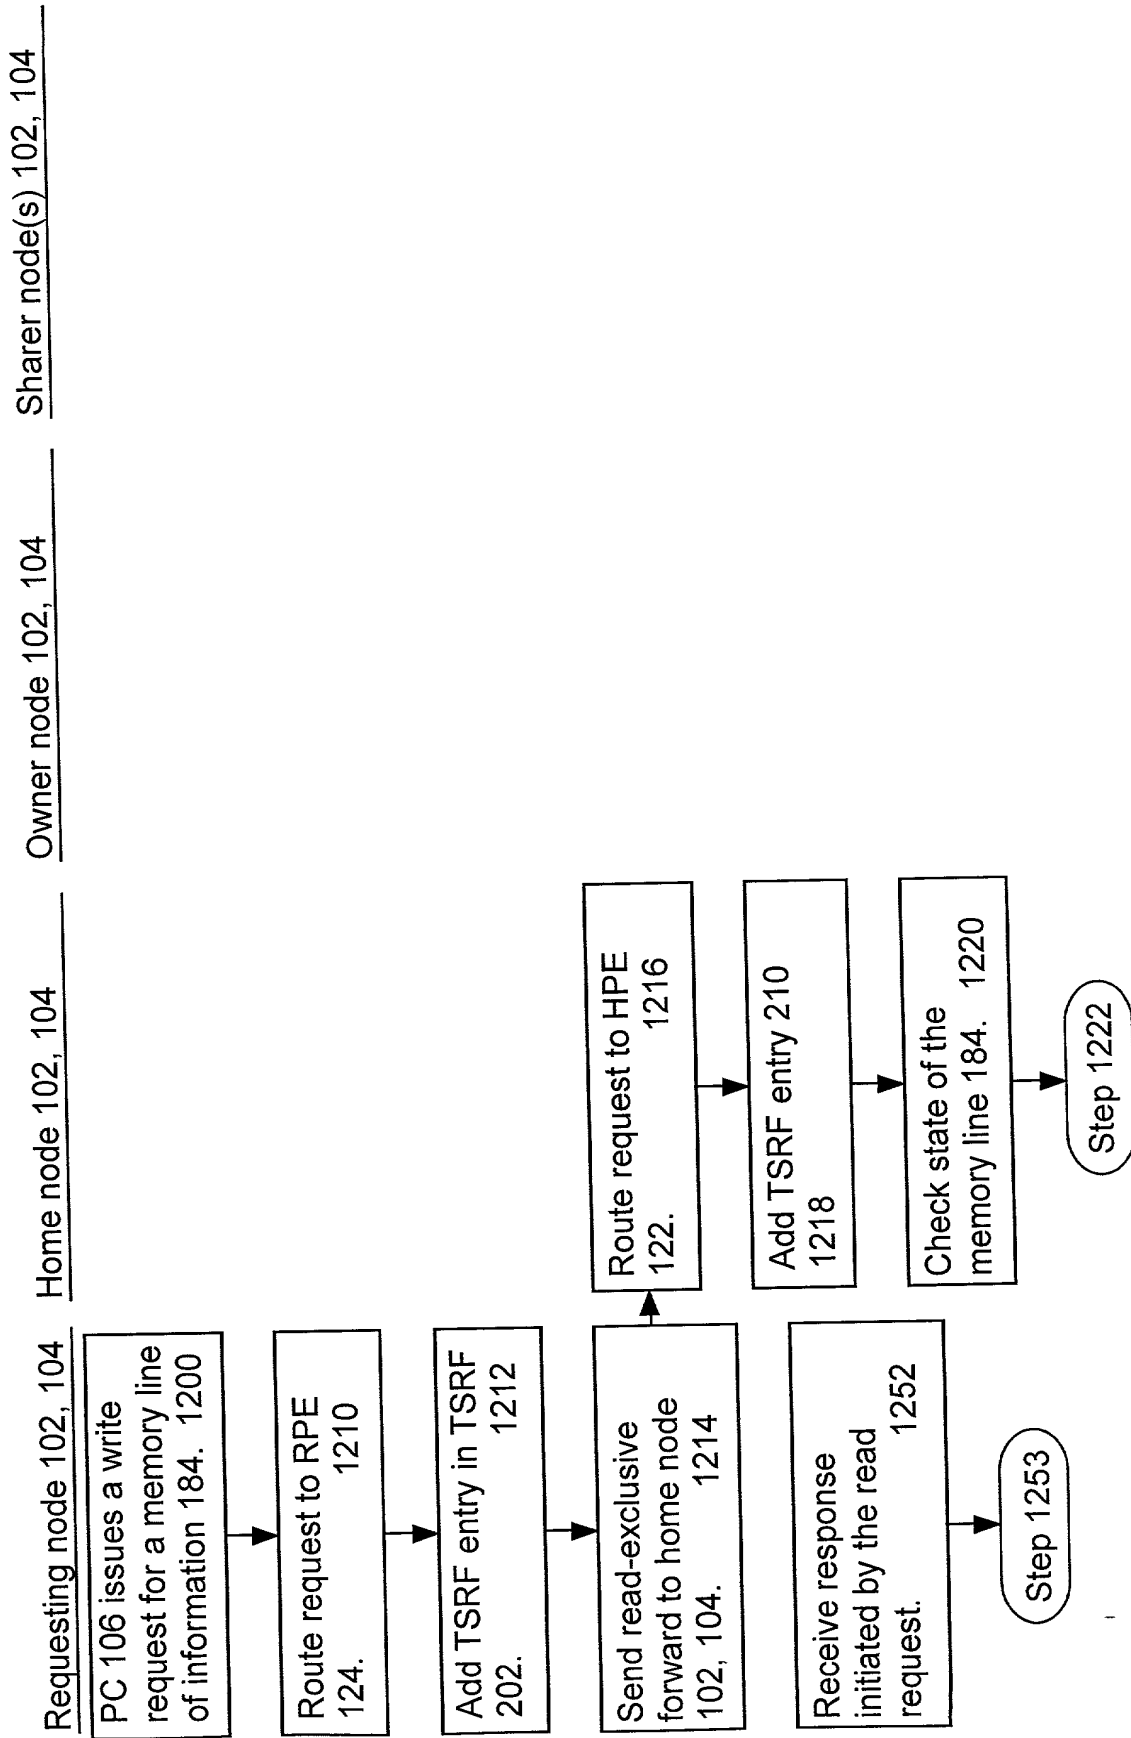 Requesting node 102, 104
Home node 102, 104
Owner node 102, 104
Sharer node(s) 102, 104
PC 106 issues a write
request for a memory line
of information 184. 1200
Route request to RPE
124. 1210
Add TSRF entry in TSRF
202. 1212
Send read-exclusive
forward to home node
102, 104. 1214
Route request to HPE
122. 1216
Add TSRF entry 210
1218
Check state of the
memory line 184. 1220
Step 1222
Receive response
initiated by the read
request. 1252
Step 1253